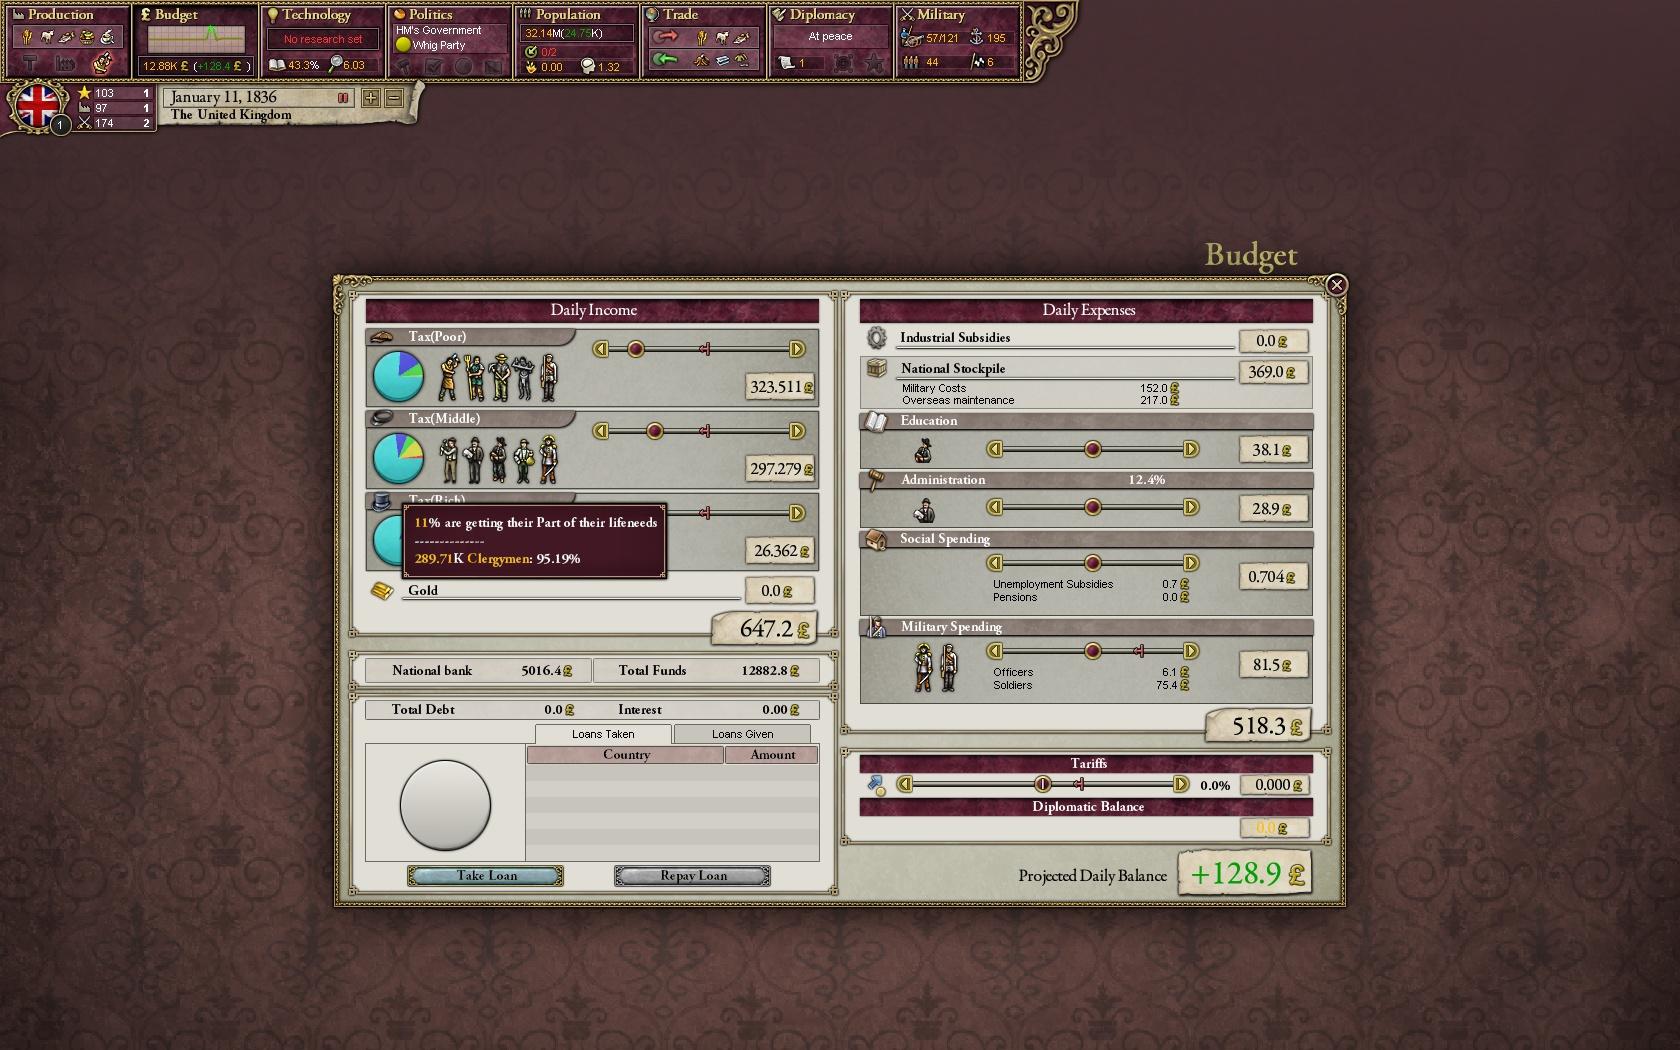 Production
Budget
Technology
Politics
Population
Trade
Diplomacy
Military
12.88K £ (+128.4 £ )
No research set
43.3%
6.03
HM's Government
Whig Party
32.14M(24.75K)
0/2
0.00
1.32
At peace
1
57/121
195
44
6
103 1
97 1
174 2
1
January 11, 1836
The United Kingdom
Budget
Daily Income
Tax(Poor)
323.511£
Tax(Middle)
297.279£
Tax(Rich)
26.362£
11% are getting their Part of their lifeneeds
--------------
289.71K Clergymen: 95.19%
Gold 0.0£
647.2 £
National bank 5016.4£
Total Funds 12882.8 £
Total Debt 0.0£
Interest 0.00 £
Loans Taken
Loans Given
Country
Amount
Take Loan
Repay Loan
Daily Expenses
Industrial Subsidies 0.0£
National Stockpile 369.0£
Military Costs 152.0£
Overseas maintenance 217.0£
Education
38.1£
Administration 12.4%
28.9£
Social Spending
0.704£
Unemployment Subsidies 0.7£
Pensions 0.0£
Military Spending
81.5£
Officers 6.1£
Soldiers 75.4£
518.3 £
Tariffs
0.0% 0.000£
Diplomatic Balance
0.0£
Projected Daily Balance +128.9 £